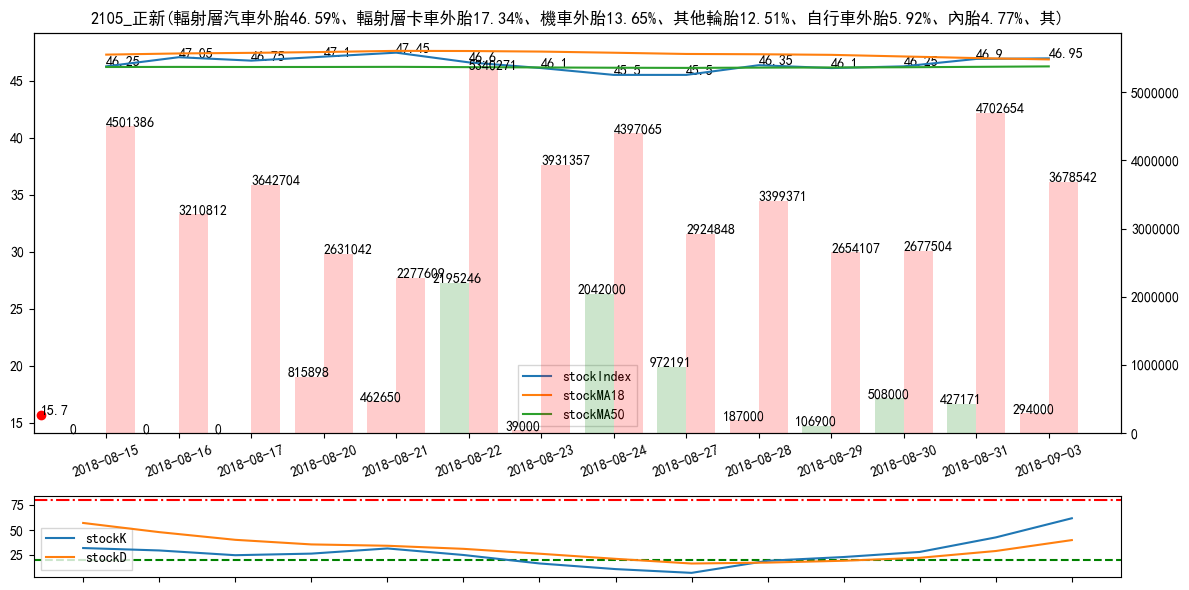 2105_正新(輻射層汽車外胎46.59%、輻射層卡車外胎17.34%、機車外胎13.65%、其他輪胎12.51%、自行車外胎5.92%、內胎4.77%、其)
46.25 47.05 46.75 47.1 47.45 46.6 46.1 45.5 45.5 46.35 46.1 46.25 46.9 46.95
4501386 3210812 3642704 2631042 2277609 5340271 3931357 4397065 2924848 3399371 2654107 2677504 4702654 3678542
0 0 0 815898 462650 2195246 39000 2042000 972191 187000 106900 508000 427171 294000
15.7
45
40
35
30
25
20
15
5000000
4000000
3000000
2000000
1000000
0
stockIndex
stockMA18
stockMA50
2018-08-15 2018-08-16 2018-08-17 2018-08-20 2018-08-21 2018-08-22 2018-08-23 2018-08-24 2018-08-27 2018-08-28 2018-08-29 2018-08-30 2018-08-31 2018-09-03
75
50
25
stockK
stockD